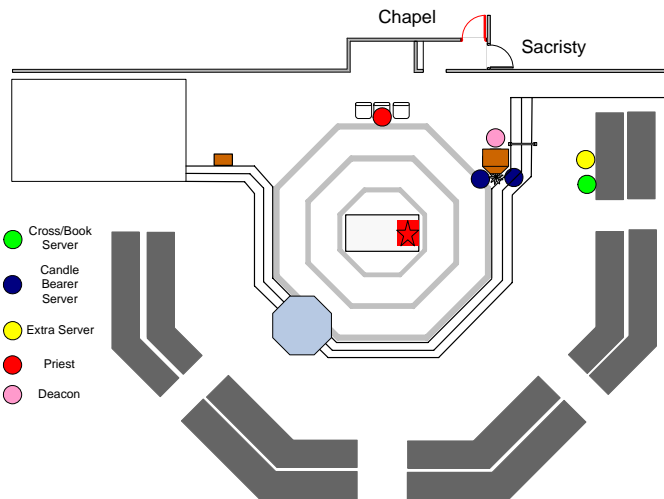 Chapel
Sacristy
Cross/Book
Server
Candle
Bearer
Server
Extra Server
Priest
Deacon